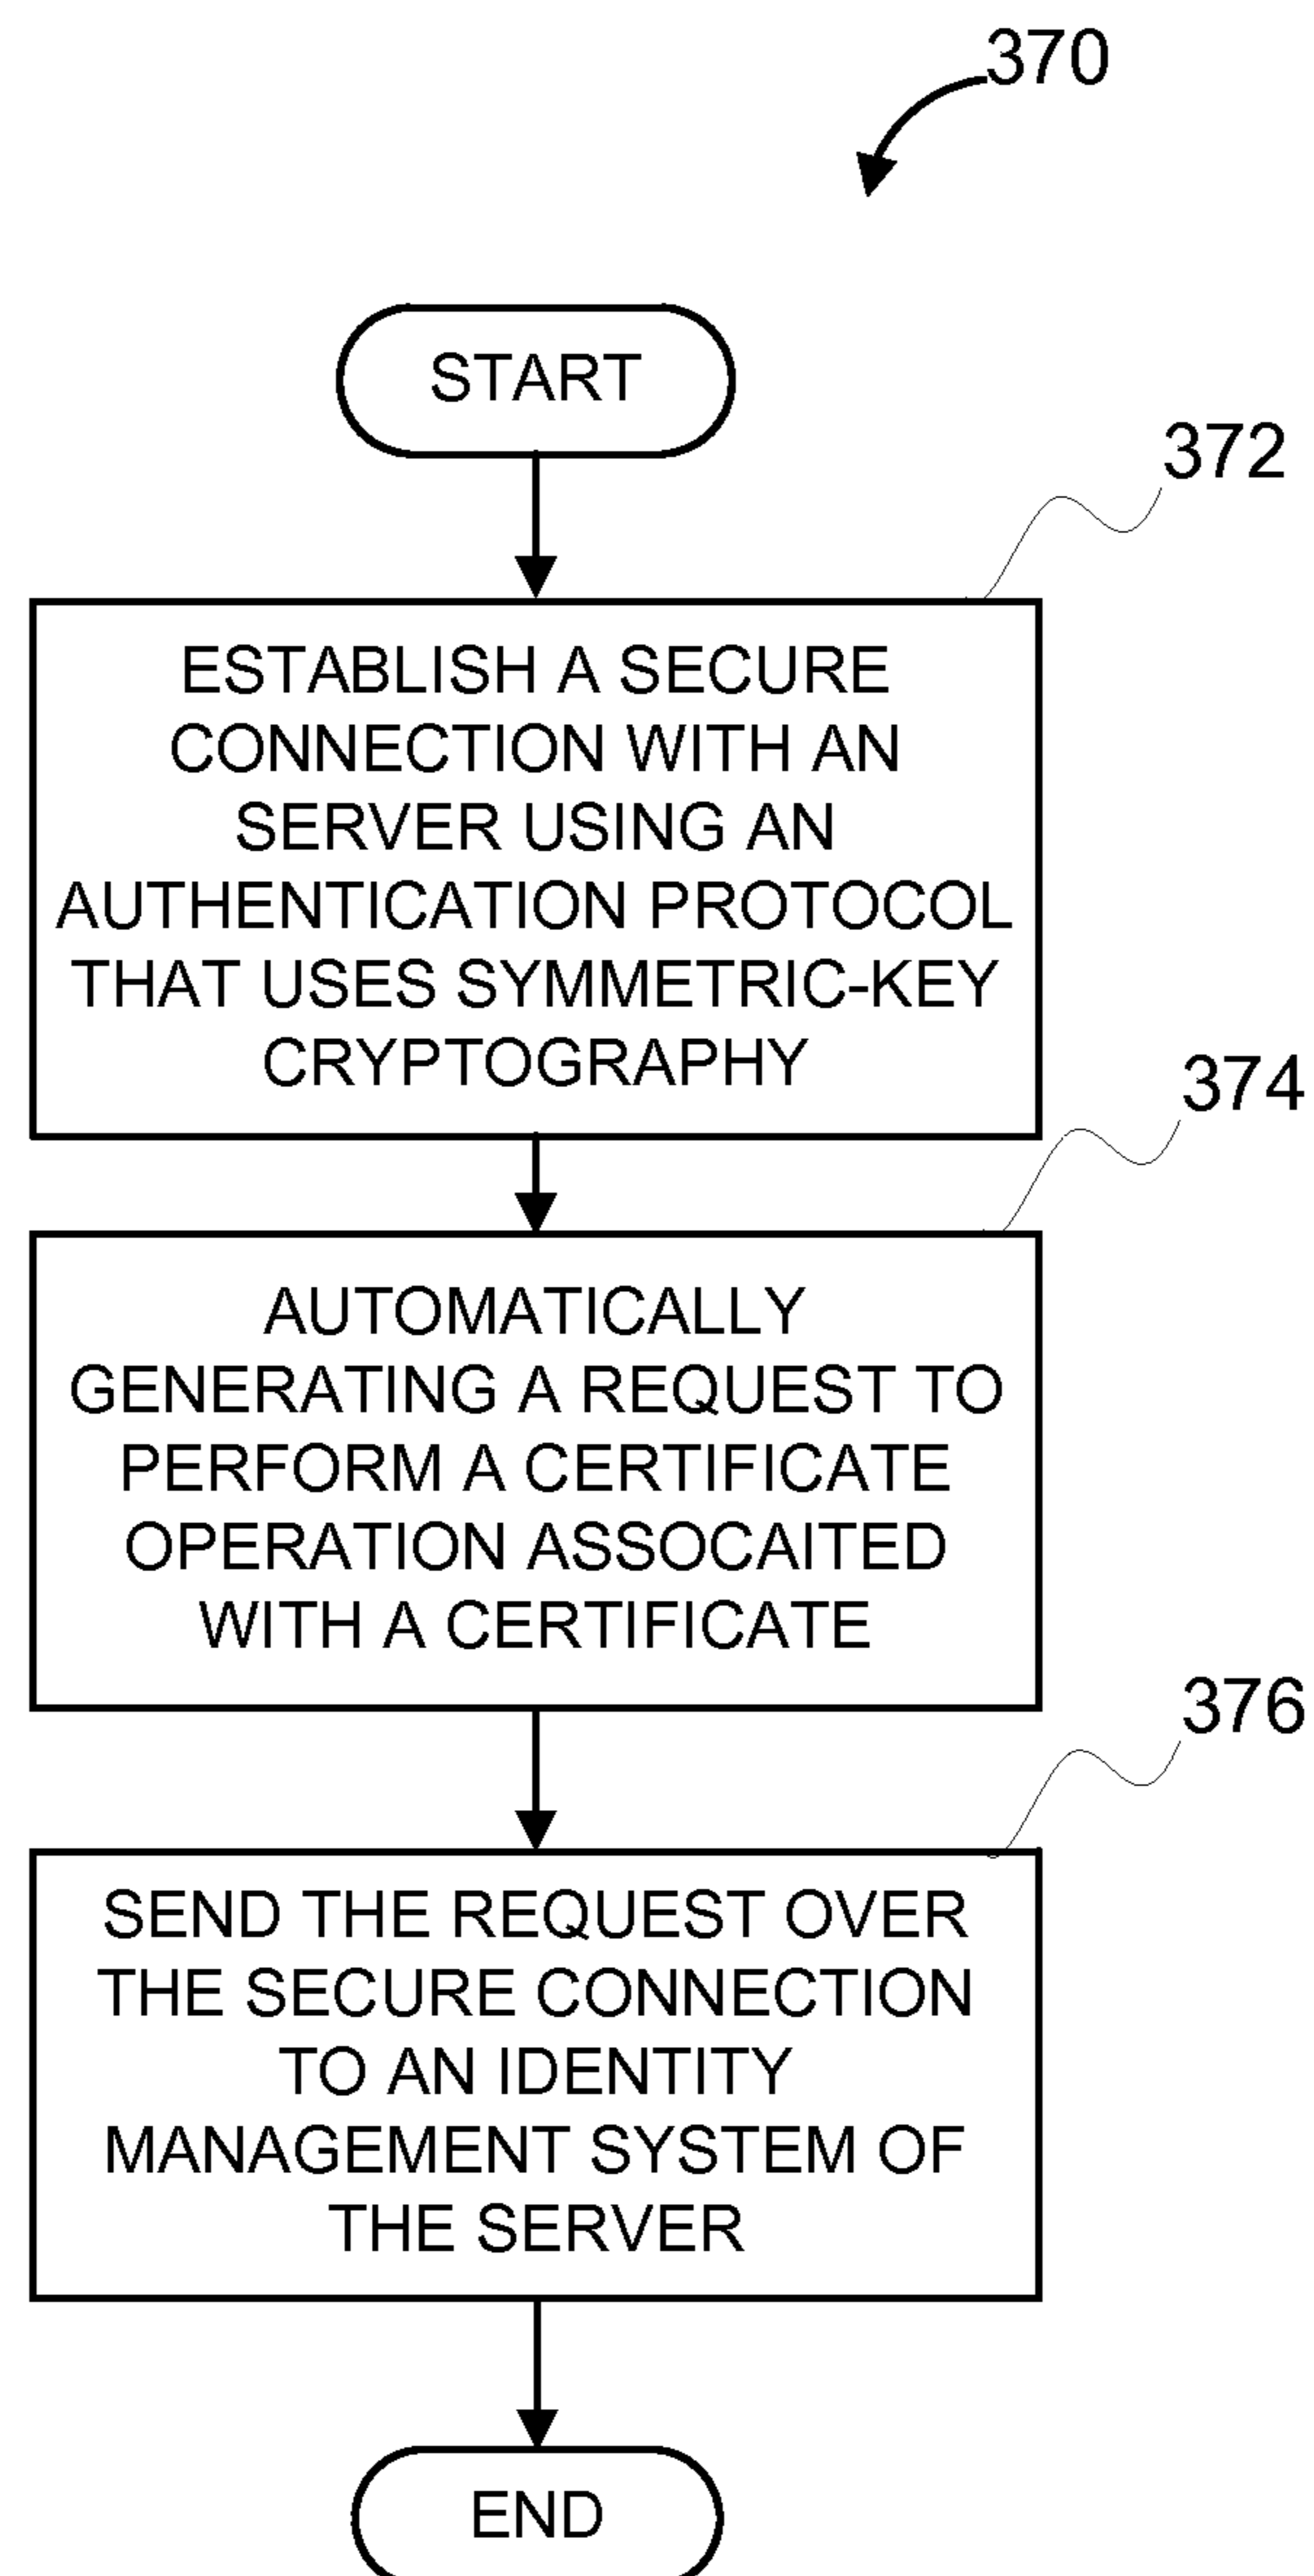 370
START
372
ESTABLISH A SECURE
CONNECTION WITH AN
SERVER USING AN
AUTHENTICATION PROTOCOL
THAT USES SYMMETRIC-KEY
CRYPTOGRAPHY
374
AUTOMATICALLY
GENERATING A REQUEST TO
PERFORM A CERTIFICATE
OPERATION ASSOCAITED
WITH A CERTIFICATE
376
SEND THE REQUEST OVER
THE SECURE CONNECTION
TO AN IDENTITY
MANAGEMENT SYSTEM OF
THE SERVER
END